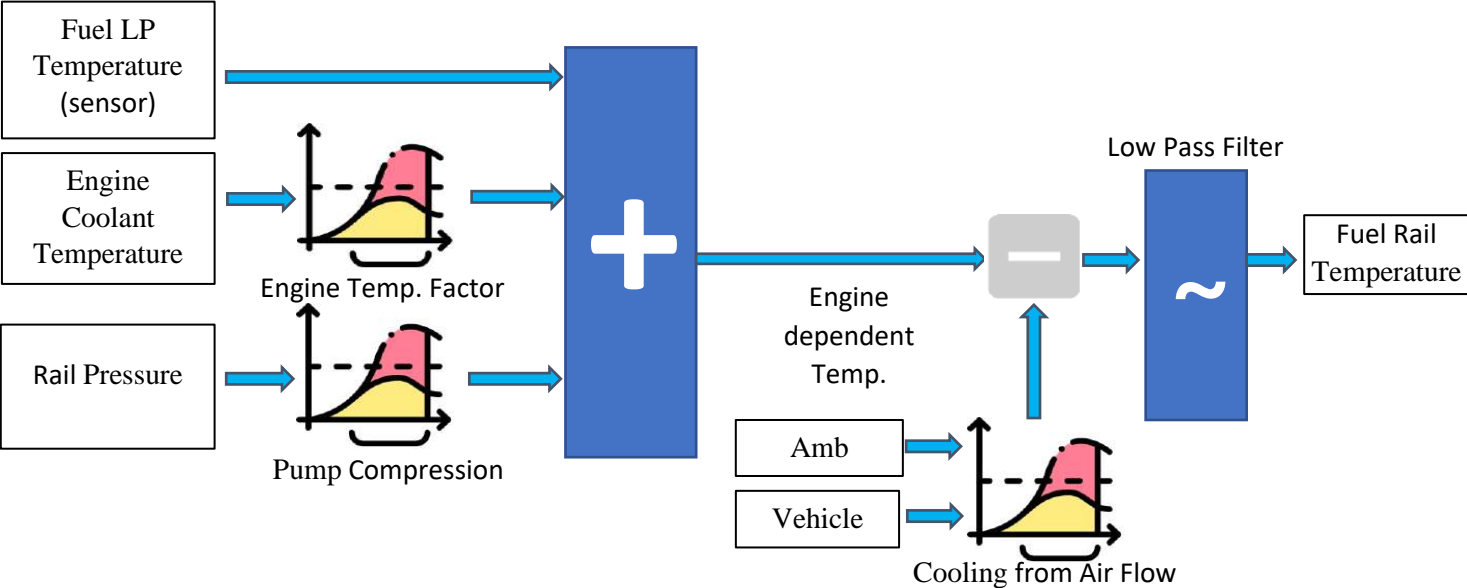 Fuel LP
Temperature
(sensor)
Engine
Coolant
Temperature
Engine Temp. Factor
Rail Pressure
Pump Compression
+
Engine
dependent
Temp.
Amb
Vehicle
Cooling from Air Flow
−
Low Pass Filter
~
Fuel Rail
Temperature